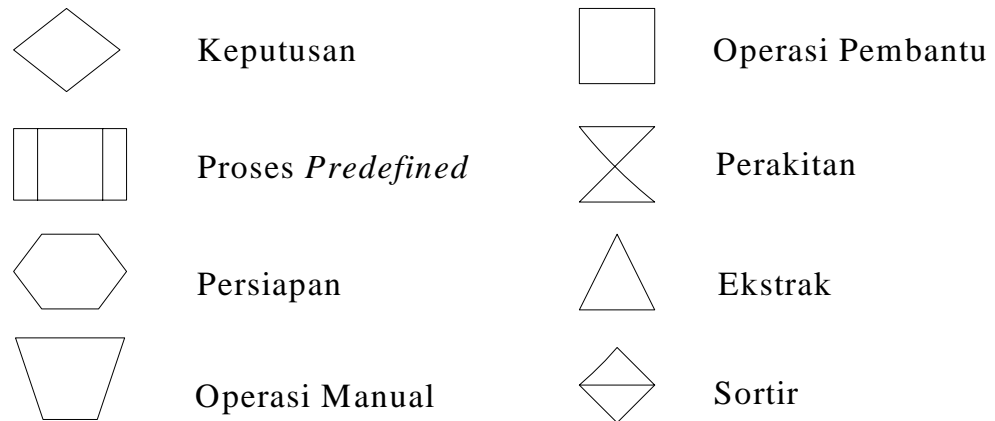 Keputusan
Operasi Pembantu
Proses Predefined
Perakitan
Persiapan
Ekstrak
Operasi Manual
Sortir